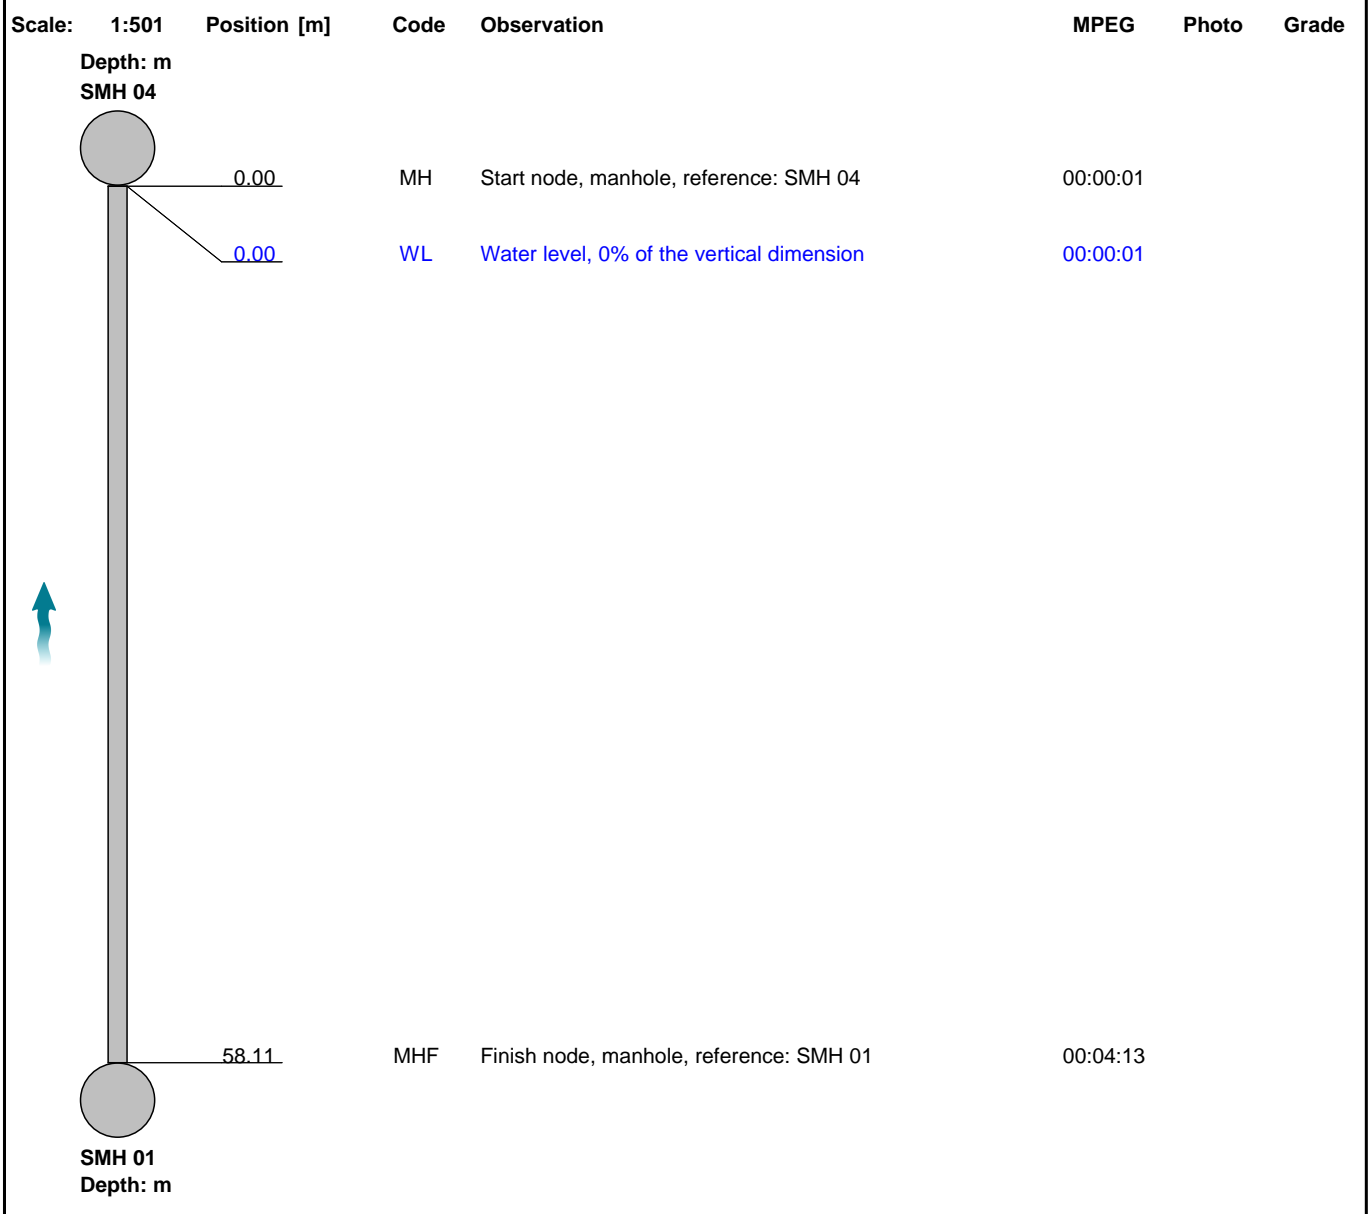 Scale: 1:501 Position [m] Code Observation MPEG Photo Grade
Depth: m
SMH 04
0.00 MH Start node, manhole, reference: SMH 04 00:00:01
0.00 WL Water level, 0% of the vertical dimension 00:00:01
58.11 MHF Finish node, manhole, reference: SMH 01 00:04:13
SMH 01
Depth: m